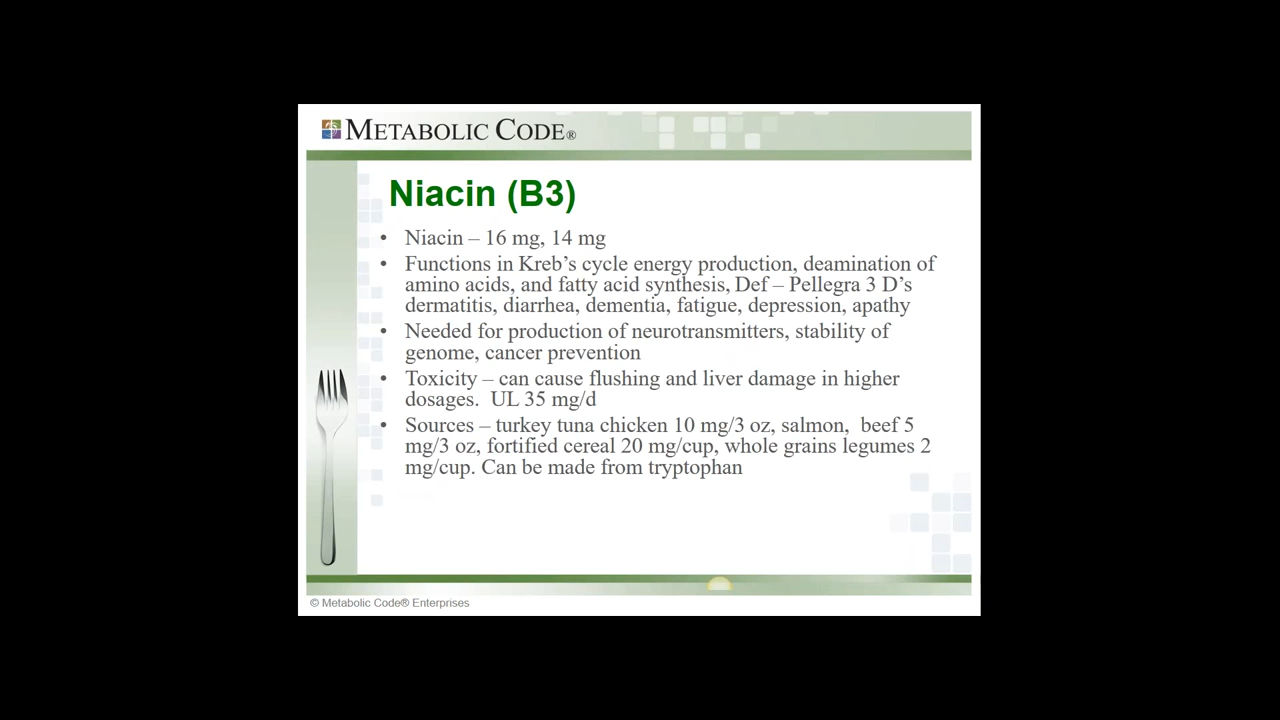 METABOLIC CODE®
Niacin (B3)
• Niacin – 16 mg, 14 mg
• Functions in Kreb’s cycle energy production, deamination of
amino acids, and fatty acid synthesis, Def – Pellegra 3 D’s
dermatitis, diarrhea, dementia, fatigue, depression, apathy
• Needed for production of neurotransmitters, stability of
genome, cancer prevention
• Toxicity – can cause flushing and liver damage in higher
dosages.  UL 35 mg/d
• Sources – turkey tuna chicken 10 mg/3 oz, salmon,  beef 5
mg/3 oz, fortified cereal 20 mg/cup, whole grains legumes 2
mg/cup. Can be made from tryptophan
© Metabolic Code® Enterprises